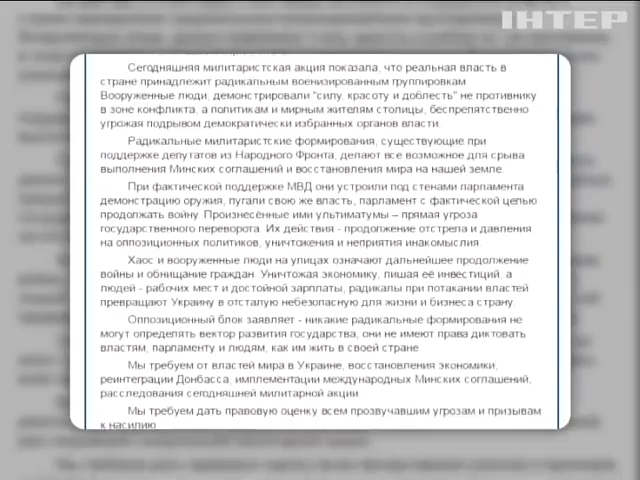 ІНТЕР
Сегодняшняя милитаристская акция показала, что реальная власть в
стране принадлежит радикальным военизированным группировкам
Вооруженные люди, демонстрировали "силу, красоту и доблесть" не противнику
в зоне конфликта, а политикам и мирным жителям столицы, беспрепятственно
угрожая подрывом демократически избранных органов власти.
Радикальные милитаристские формирования, существующие при
поддержке депутатов из Народного Фронта, делают все возможное для срыва
выполнения Минских соглашений и восстановления мира на нашей земле.
При фактической поддержке МВД они устроили под стенами парламента
демонстрацию оружия, пугали свою же власть, парламент с фактической целью
продолжать войну. Произнесённые ими ультиматумы – прямая угроза
государственного переворота. Их действия - продолжение отстрела и давления
на оппозиционных политиков, уничтожения и неприятия инакомыслия.
Хаос и вооруженные люди на улицах означают дальнейшее продолжение
войны и обнищание граждан. Уничтожая экономику, лишая её инвестиций, а
людей - рабочих мест и достойной зарплаты, радикалы при потакании властей
превращают Украину в отсталую небезопасную для жизни и бизнеса страну.
Оппозиционный блок заявляет - никакие радикальные формирования не
могут определять вектор развития государства, они не имеют права диктовать
властям, парламенту и людям, как им жить в своей стране.
Мы требуем от властей мира в Украине, восстановления экономики,
реинтеграции Донбасса, имплементации международных Минских соглашений,
расследования сегодняшней милитарной акции.
Мы требуем дать правовую оценку всем прозвучавшим угрозам и призывам
к насилию